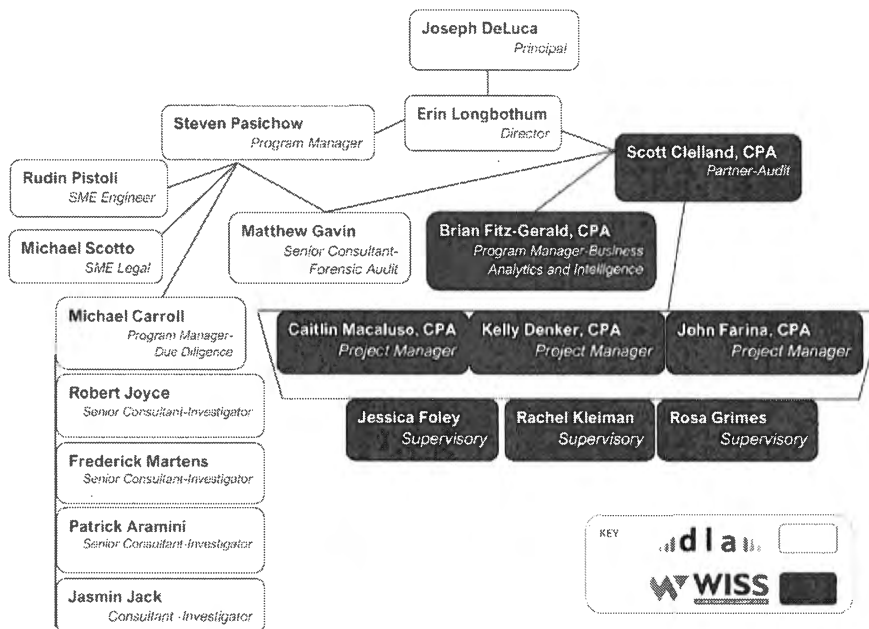 Joseph DeLuca
Principal
Erin Longbothum
Director
Steven Pasichow
Program Manager
Scott Clelland, CPA
Partner-Audit
Rudin Pistoli
SME Engineer
Michael Scotto
SME Legal
Matthew Gavin
Senior Consultant-
Forensic Audit
Brian Fitz-Gerald, CPA
Program Manager-Business
Analytics and Intelligence
Michael Carroll
Program Manager-
Due Diligence
Caitlin Macaluso, CPA
Project Manager
Kelly Denker, CPA
Project Manager
John Farina, CPA
Project Manager
Robert Joyce
Senior Consultant-Investigator
Jessica Foley
Supervisory
Rachel Kleiman
Supervisory
Rosa Grimes
Supervisory
Frederick Martens
Senior Consultant-Investigator
Patrick Aramini
Senior Consultant-Investigator
Jasmin Jack
Consultant -Investigator
KEY
dla
WISS